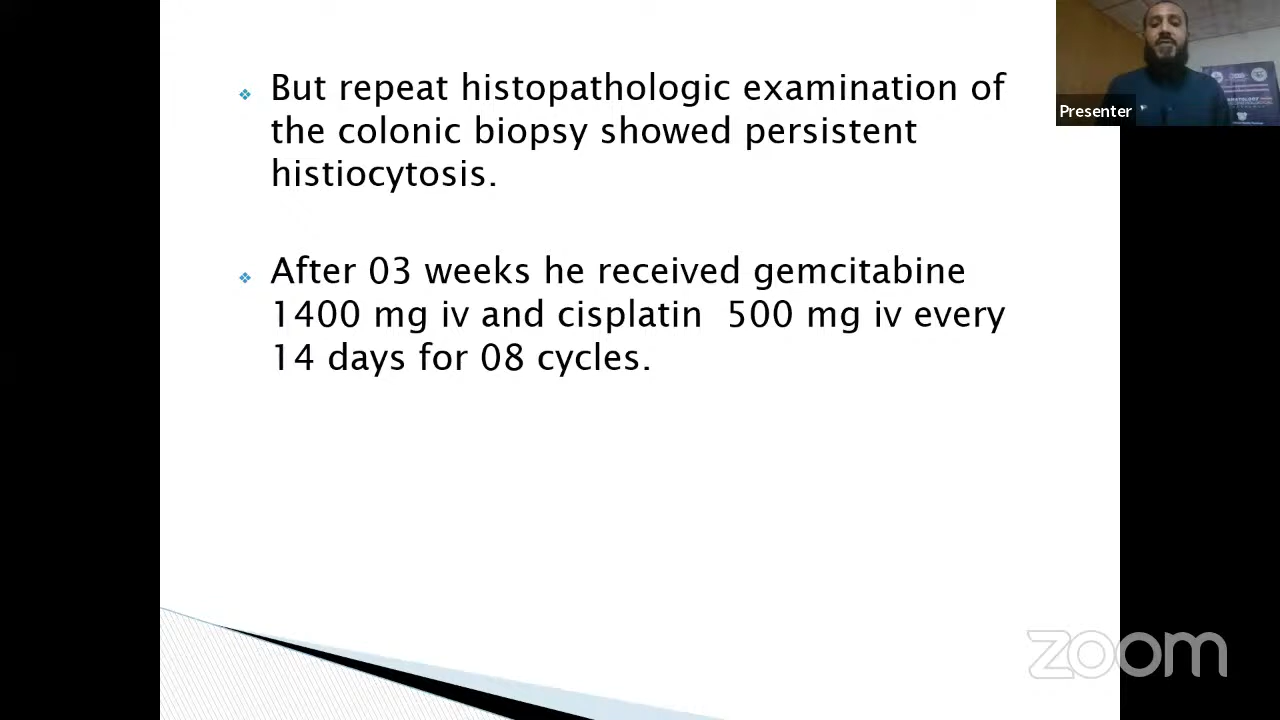 But repeat histopathologic examination of
the colonic biopsy showed persistent
histiocytosis.
After 03 weeks he received gemcitabine
1400 mg iv and cisplatin  500 mg iv every
14 days for 08 cycles.
Presenter
zoom